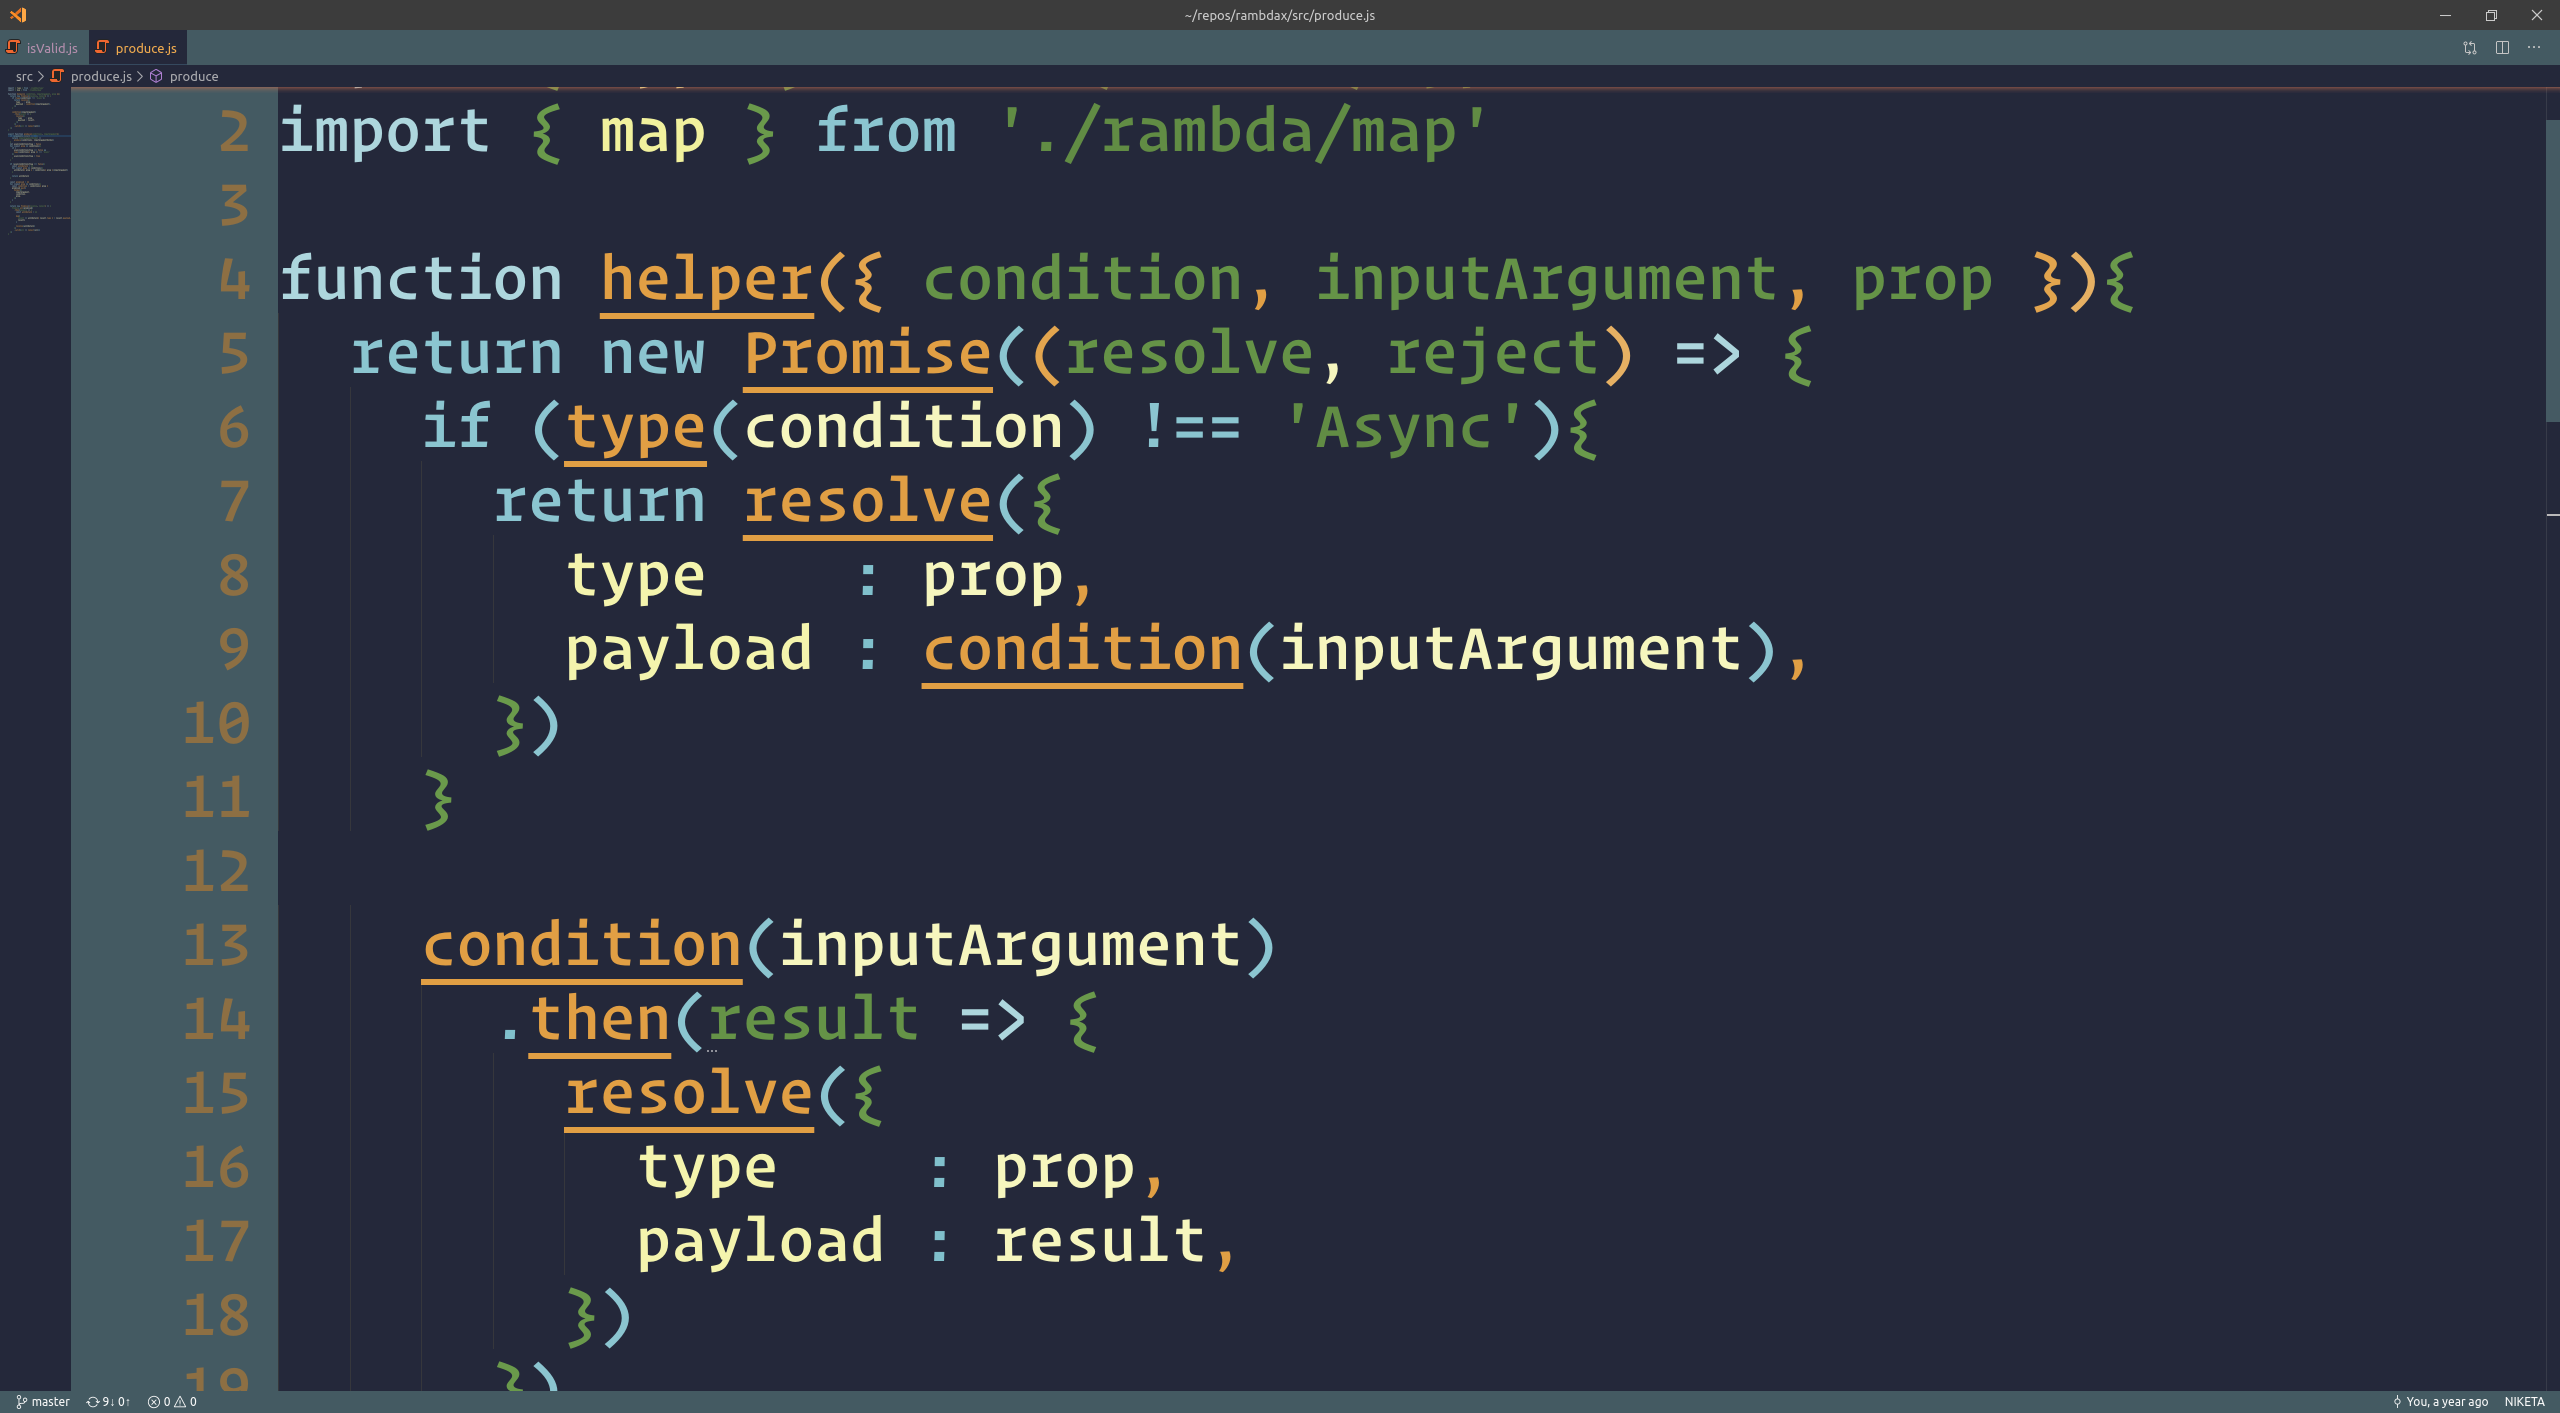 ~/repos/rambdax/src/produce.js
isValid.js
produce.js
src > produce.js > produce
2 import { map } from './rambda/map'
3
4 function helper({ condition, inputArgument, prop }){
5 return new Promise((resolve, reject) => {
6 if (type(condition) !== 'Async'){
7 return resolve({
8 type : prop,
9 payload : condition(inputArgument),
10 })
11 }
12
13 condition(inputArgument)
14 .then(result => {
15 resolve({
16 type : prop,
17 payload : result,
18 })
19 })
master 9↓ 0↑ 0 0 You, a year ago NIKETA